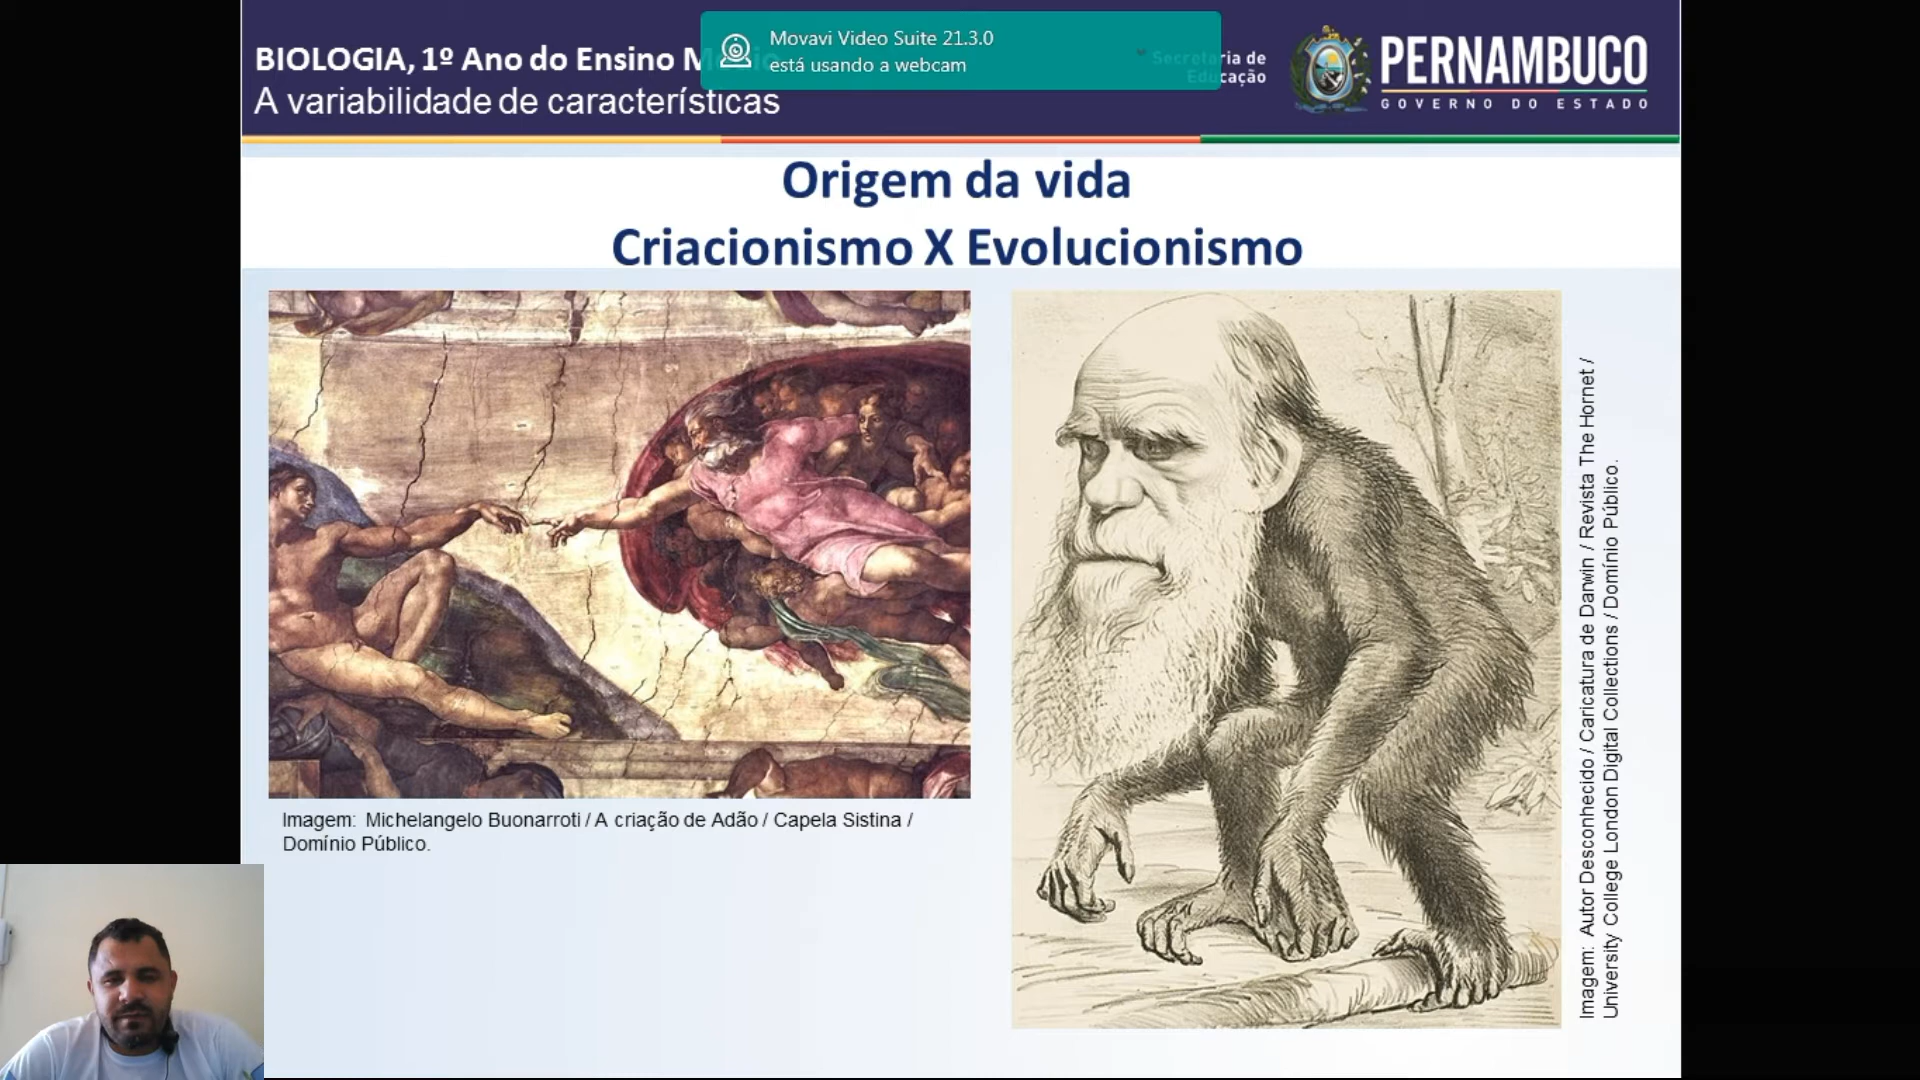 BIOLOGIA, 1º Ano do Ensino
A variabilidade de características
Movavi Video Suite 21.3.0
está usando a webcam
Secretaria de
Educação
PERNAMBUCO
GOVERNO DO ESTADO
Origem da vida
Criacionismo X Evolucionismo
Imagem: Michelangelo Buonarroti / A criação de Adão / Capela Sistina /
Domínio Público.
Imagem: Autor Desconhecido / Caricatura de Darwin / Revista The Hornet /
University College London Digital Collections / Domínio Público.